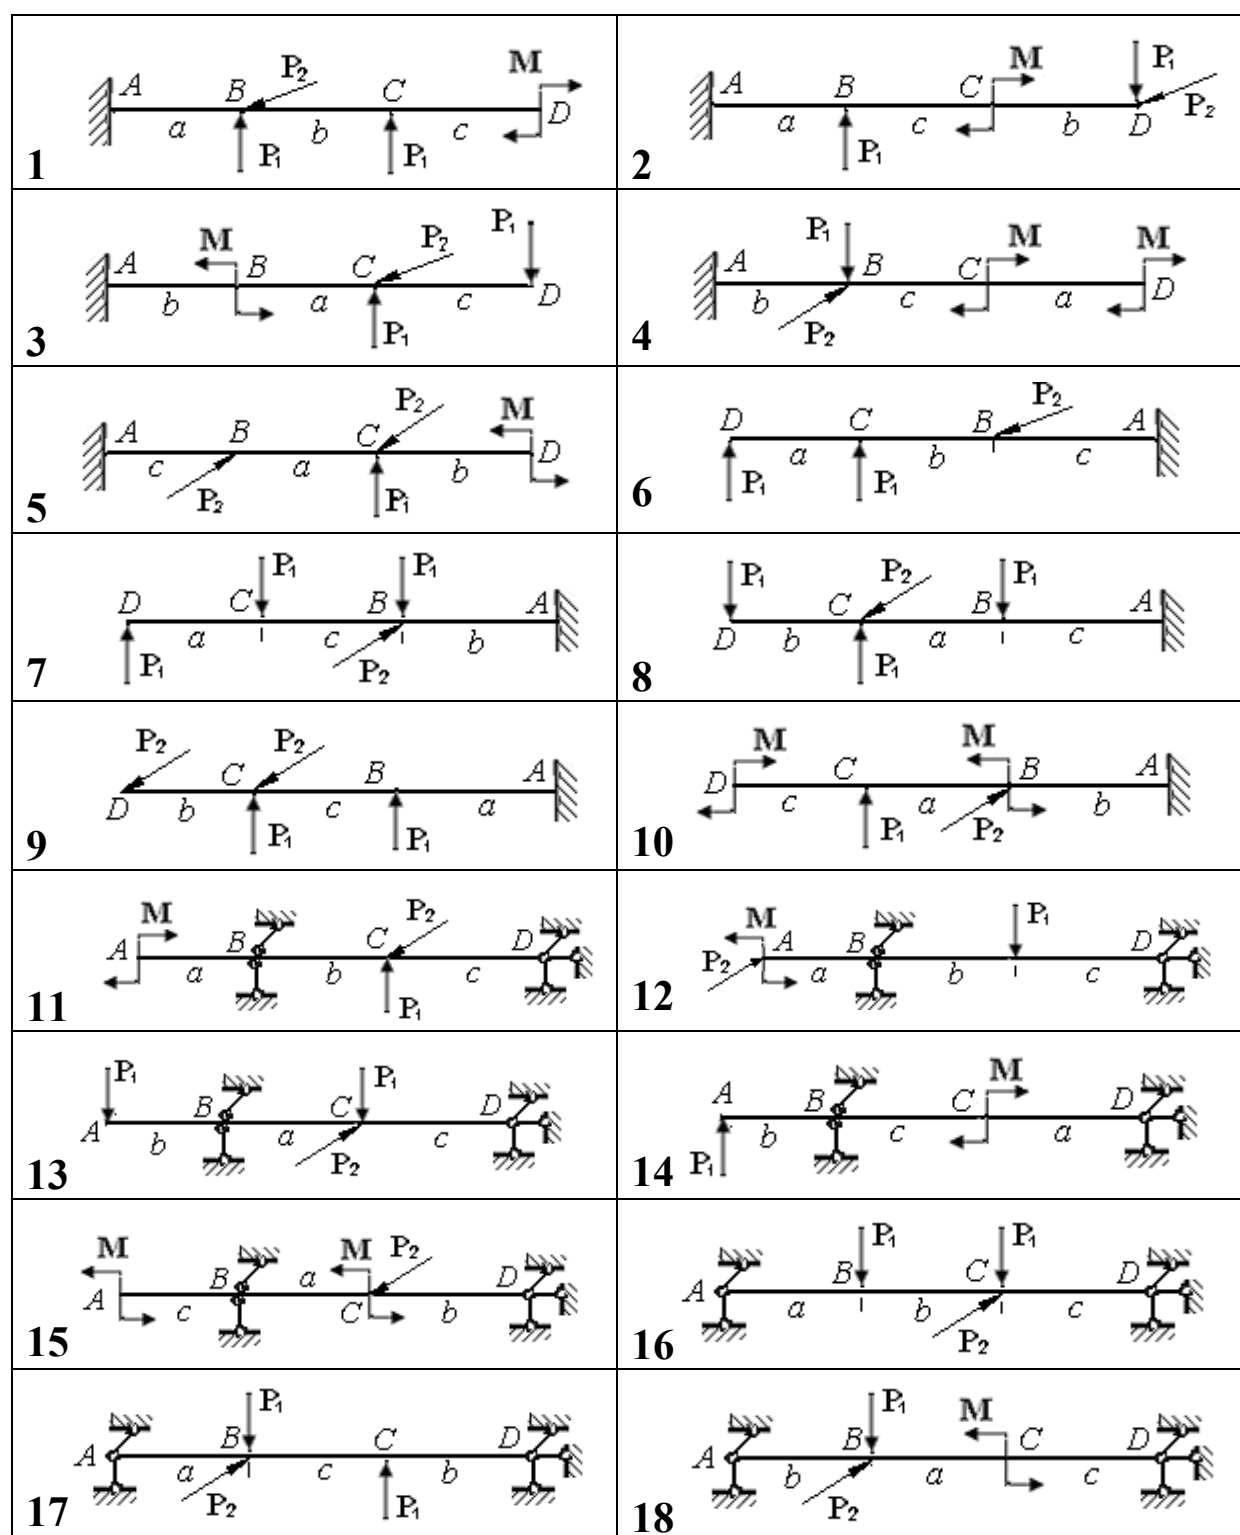 A B P₂ C M D a b c P₁ P₁ 1
A B C M P₁ P₂ a c b D P₁ 2
M A B C P₂ P₁ D b a c P₁ 3
P₁ M M A B C D b c a P₂ 4
A B C P₂ M D c a b P₂ P₁ 5
D C B P₂ A a b c P₁ P₁ 6
P₁ P₁ D C B A a c b P₁ P₂ 7
P₁ P₂ P₁ C B A D b a c P₁ 8
P₂ P₂ C B A D b c a P₁ P₁ 9
M M D C B A c a b P₁ P₂ 10
M A B C P₂ D a b c P₁ 11
M P₂ A B P₁ D a b c 12
P₁ P₁ A B C D b a c P₂ 13
A B C M D b c a P₁ 14
M M P₂ A B a C D c b 15
P₁ P₁ A B C D a b c P₂ 16
P₁ A B C D a c b P₂ P₁ 17
P₁ M A B C D b a c P₂ 18